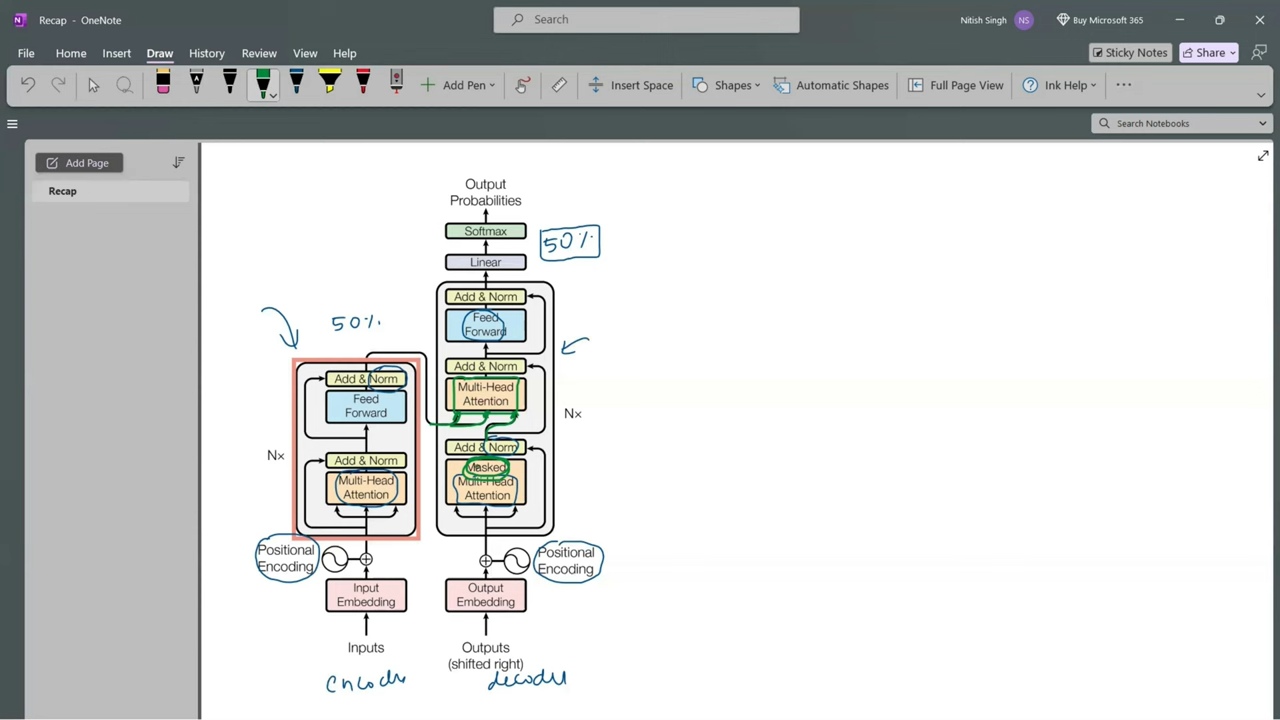 Recap - OneNote
Search
Nitish Singh
NS
Buy Microsoft 365
File Home Insert Draw History Review View Help
Sticky Notes
Share
Add Pen
Insert Space
Shapes
Automatic Shapes
Full Page View
Ink Help
Search Notebooks
Add Page
Recap
Output
Probabilities
Softmax
50%
Linear
Add & Norm
Feed
Forward
50%
Add & Norm
Multi-Head
Attention
Nx
Add & Norm
Masked
Multi-Head
Attention
Add & Norm
Feed
Forward
Nx
Add & Norm
Multi-Head
Attention
Positional
Encoding
Positional
Encoding
Input
Embedding
Output
Embedding
Inputs
Outputs
(shifted right)
encoder
decoder